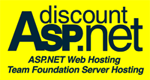 discount
ASP.net
ASP.NET Web Hosting
Team Foundation Server Hosting